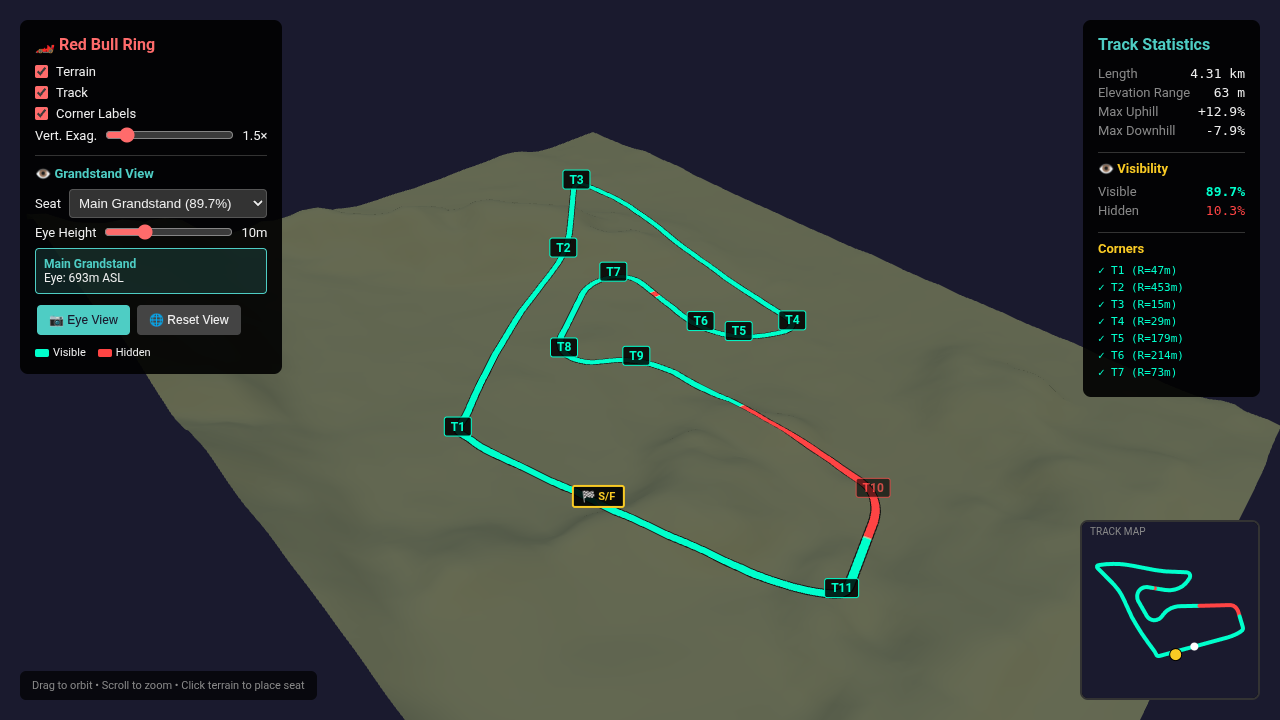 🏎️ Red Bull Ring
Terrain
Track
Corner Labels
Vert. Exag. 1.5×
👁️ Grandstand View
Seat Main Grandstand (89.7%)
Eye Height 10m
Main Grandstand
Eye: 693m ASL
📷 Eye View 🌐 Reset View
Visible Hidden
T3
T2
T7
T6
T5
T4
T8
T9
T1
🏁 S/F
T10
T11
Track Statistics
Length 4.31 km
Elevation Range 63 m
Max Uphill +12.9%
Max Downhill -7.9%
👁️ Visibility
Visible 89.7%
Hidden 10.3%
Corners
✓ T1 (R=47m)
✓ T2 (R=453m)
✓ T3 (R=15m)
✓ T4 (R=29m)
✓ T5 (R=179m)
✓ T6 (R=214m)
✓ T7 (R=73m)
TRACK MAP
Drag to orbit • Scroll to zoom • Click terrain to place seat